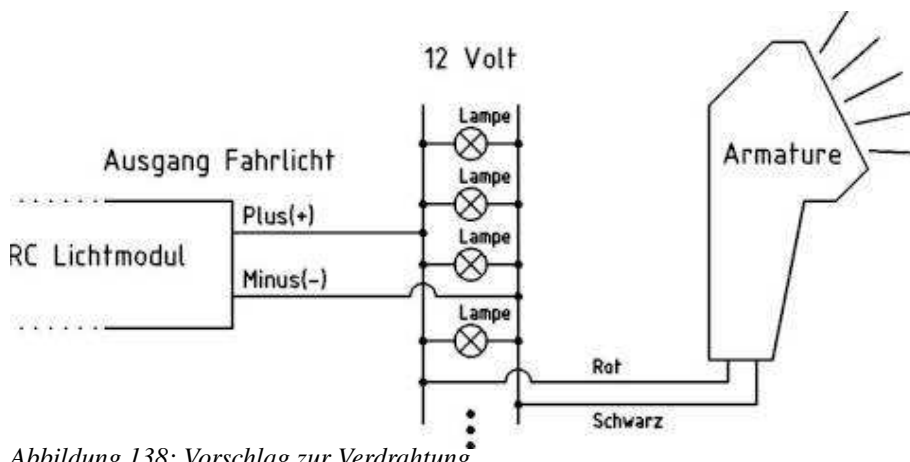 12 Volt
Lampe
Ausgang Fahrlicht
Armature
Lampe
Plus(+)
Lampe
RC Lichtmodul
Minus(-)
Lampe
Rot
Schwarz
Abbildung 138: Vorschlag zur Verdrahtung